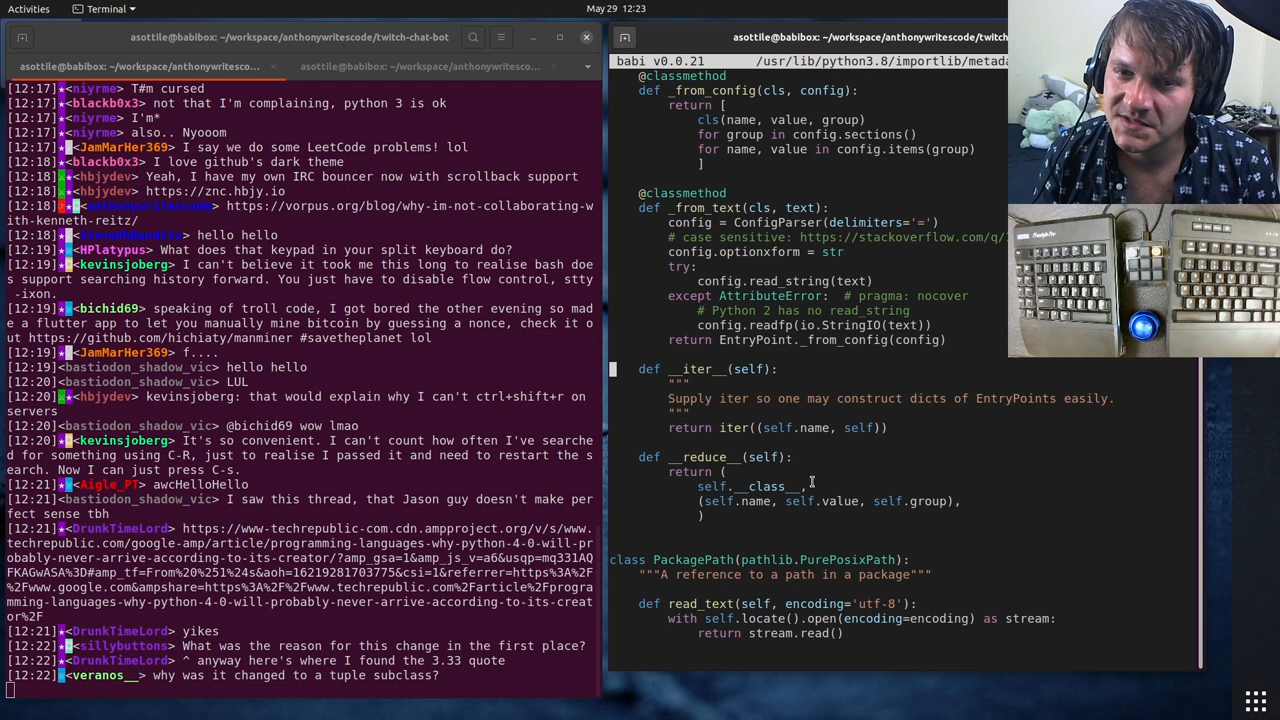 Activities
Terminal
May 29 12:23
asottile@babibox: ~/workspace/anthonywritescode/twitch-chat-bot
asottile@babibox: ~/workspace/anthonywritesco...
asottile@babibox: ~/workspace/anthonywritesco...
[12:17]★<niyrme> T#m cursed
[12:17]★<blackb0x3> not that I'm complaining, python 3 is ok
[12:17]★<niyrme> I'm*
[12:17]★<niyrme> also.. Nyooom
[12:17]★<JamMarHer369> I say we do some LeetCode problems! lol
[12:18]★<blackb0x3> I love github's dark theme
[12:18]★<hbjydev> Yeah, I have my own IRC bouncer now with scrollback support
[12:18]★<hbjydev> https://znc.hbjy.io
[12:18]★<anthonywritescode> https://vorpus.org/blog/why-im-not-collaborating-w
ith-kenneth-reitz/
hello hello
[12:19]<HPlatypus> What does that keypad in your split keyboard do?
[12:19]★<kevinsjoberg> I can't believe it took me this long to realise bash doe
s support searching history forward. You just have to disable flow control, stty
-ixon.
[12:19]<bichid69> speaking of troll code, I got bored the other evening so mad
e a flutter app to let you manually mine bitcoin by guessing a nonce, check it o
ut https://github.com/hichiaty/manminer #savetheplanet lol
[12:19]★<JamMarHer369> f....
[12:19]<bastiodon_shadow_vic> hello hello
[12:20]<bastiodon_shadow_vic> LUL
[12:20]★<hbjydev> kevinsjoberg: that would explain why I can't ctrl+shift+r on
servers
[12:20]<bastiodon_shadow_vic> @bichid69 wow lmao
[12:20]★<kevinsjoberg> It's so convenient. I can't count how often I've searche
d for something using C-R, just to realise I passed it and need to restart the s
earch. Now I can just press C-s.
[12:21]★<Aigle_PT> awcHelloHello
[12:21]<bastiodon_shadow_vic> I saw this thread, that Jason guy doesn't make per
fect sense tbh
[12:21]★<DrunkTimeLord> https://www-techrepublic-com.cdn.ampproject.org/v/s/www.
techrepublic.com/google-amp/article/programming-languages-why-python-4-0-will-pr
obably-never-arrive-according-to-its-creator/?amp_gsa=1&amp_js_v=a6&usqp=mq331AQ
FKAGwASA%3D#amp_tf=From%20%251%24s&aoh=16219281703775&csi=1&referrer=https%3A%2F
%2Fwww.google.com&ampshare=https%3A%2F%2Fwww.techrepublic.com%2Farticle%2Fprogra
mming-languages-why-python-4-0-will-probably-never-arrive-according-to-its-creat
or%2F
[12:21]★<DrunkTimeLord> yikes
[12:22]★<sillybuttons> What was the reason for this change in the first place?
[12:22]★<DrunkTimeLord> ^ anyway here's where I found the 3.33 quote
[12:22]<veranos__> why was it changed to a tuple subclass?
asottile@babibox: ~/workspace/anthonywritescode/twitc
babi v0.0.21 /usr/lib/python3.8/importlib/metada
@classmethod
def _from_config(cls, config):
return [
cls(name, value, group)
for group in config.sections()
for name, value in config.items(group)
]
@classmethod
def _from_text(cls, text):
config = ConfigParser(delimiters='=')
# case sensitive: https://stackoverflow.com/q/
config.optionxform = str
try:
config.read_string(text)
except AttributeError:  # pragma: nocover
# Python 2 has no read_string
config.readfp(io.StringIO(text))
return EntryPoint._from_config(config)
def __iter__(self):
"""
Supply iter so one may construct dicts of EntryPoints easily.
"""
return iter((self.name, self))
def __reduce__(self):
return (
self.__class__,
(self.name, self.value, self.group),
)
class PackagePath(pathlib.PurePosixPath):
"""A reference to a path in a package"""
def read_text(self, encoding='utf-8'):
with self.locate().open(encoding=encoding) as stream:
return stream.read()